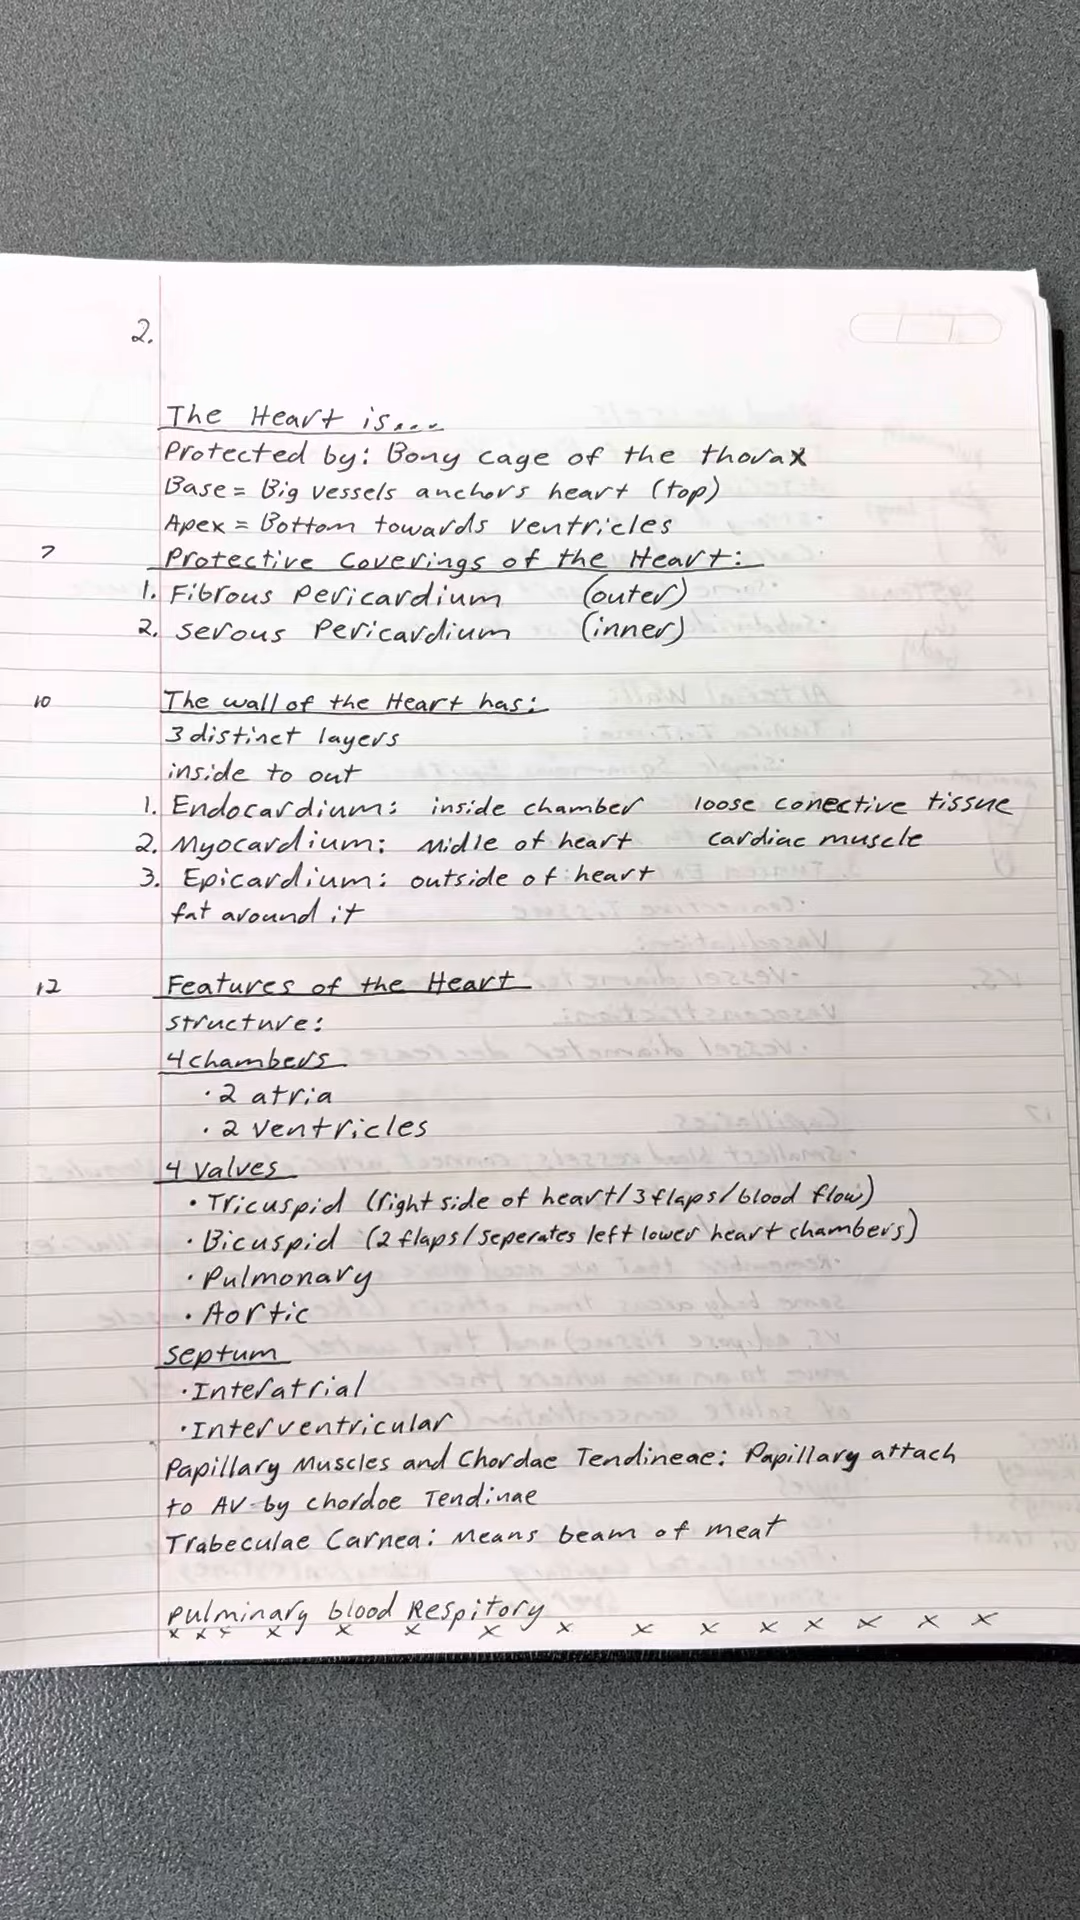 2.
The Heart is...
Protected by: Bony cage of the thorax
Base = Big vessels anchors heart (top)
Apex = Bottom towards ventricles
7 Protective Coverings of the Heart:
1. Fibrous Pericardium (outer)
2. Serous Pericardium (inner)
10 The wall of the Heart has:
3 distinct layers
inside to out
1. Endocardium: inside chamber loose conective tissue
2. Myocardium: Midle of heart cardiac muscle
3. Epicardium: outside of heart
fat around it
12 Features of the Heart
structure:
4 chambers
· 2 atria
· 2 ventricles
4 valves
· Tricuspid (right side of heart/3 flaps/blood flow)
· Bicuspid (2 flaps/seperates left lower heart chambers)
· Pulmonary
· Aortic
Septum
· Interatrial
· Interventricular
Papillary Muscles and Chordae Tendineae: Papillary attach
to AV by chordoe Tendinae
Trabeculae Carnea: Means beam of meat
Pulminary blood Respitory
x x x x x x x x x x x x x x x